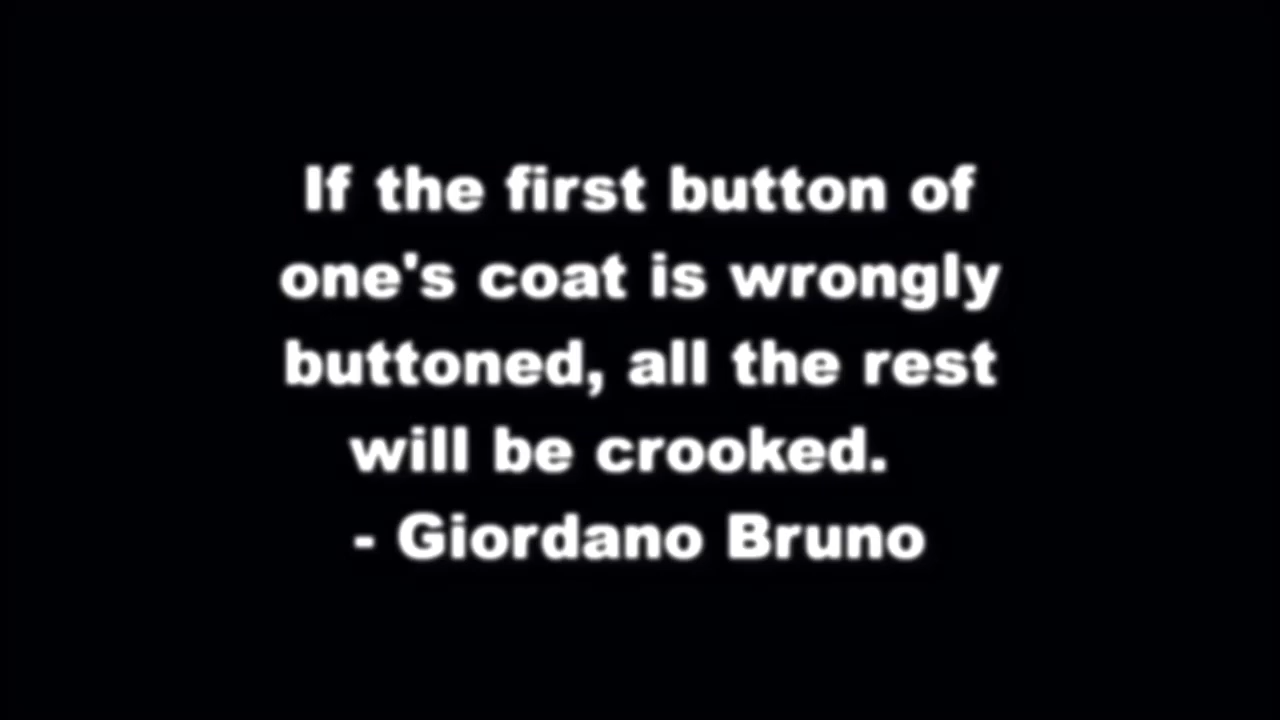 If the first button of
one's coat is wrongly
buttoned, all the rest
will be crooked.
- Giordano Bruno